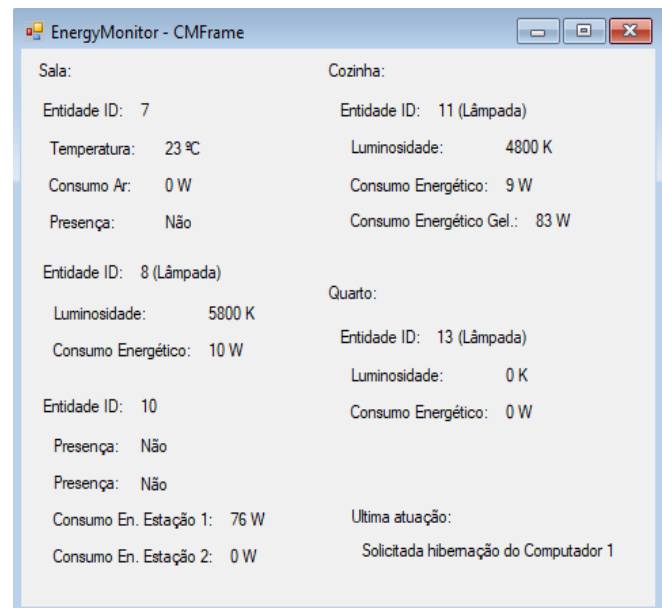 EnergyMonitor - CMFrame
Sala:
Entidade ID: 7
Temperatura: 23 ºC
Consumo Ar: 0 W
Presença: Não
Entidade ID: 8 (Lâmpada)
Luminosidade: 5800 K
Consumo Energético: 10 W
Entidade ID: 10
Presença: Não
Presença: Não
Consumo En. Estação 1: 76 W
Consumo En. Estação 2: 0 W
Cozinha:
Entidade ID: 11 (Lâmpada)
Luminosidade: 4800 K
Consumo Energético: 9 W
Consumo Energético Gel.: 83 W
Quarto:
Entidade ID: 13 (Lâmpada)
Luminosidade: 0 K
Consumo Energético: 0 W
Ultima atuação:
Solicitada hibernação do Computador 1